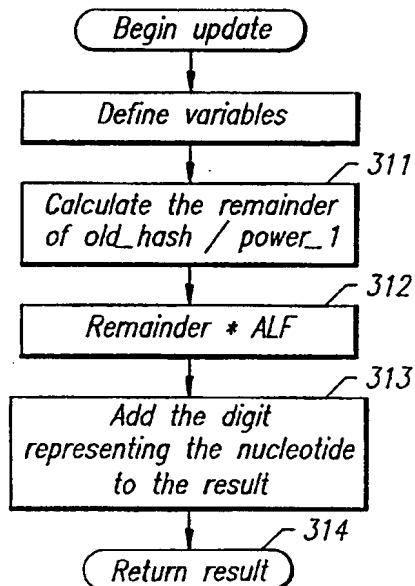 Begin update
Define variables
311
Calculate the remainder
of old_hash / power_1
312
Remainder * ALF
313
Add the digit
representing the nucleotide
to the result
314
Return result